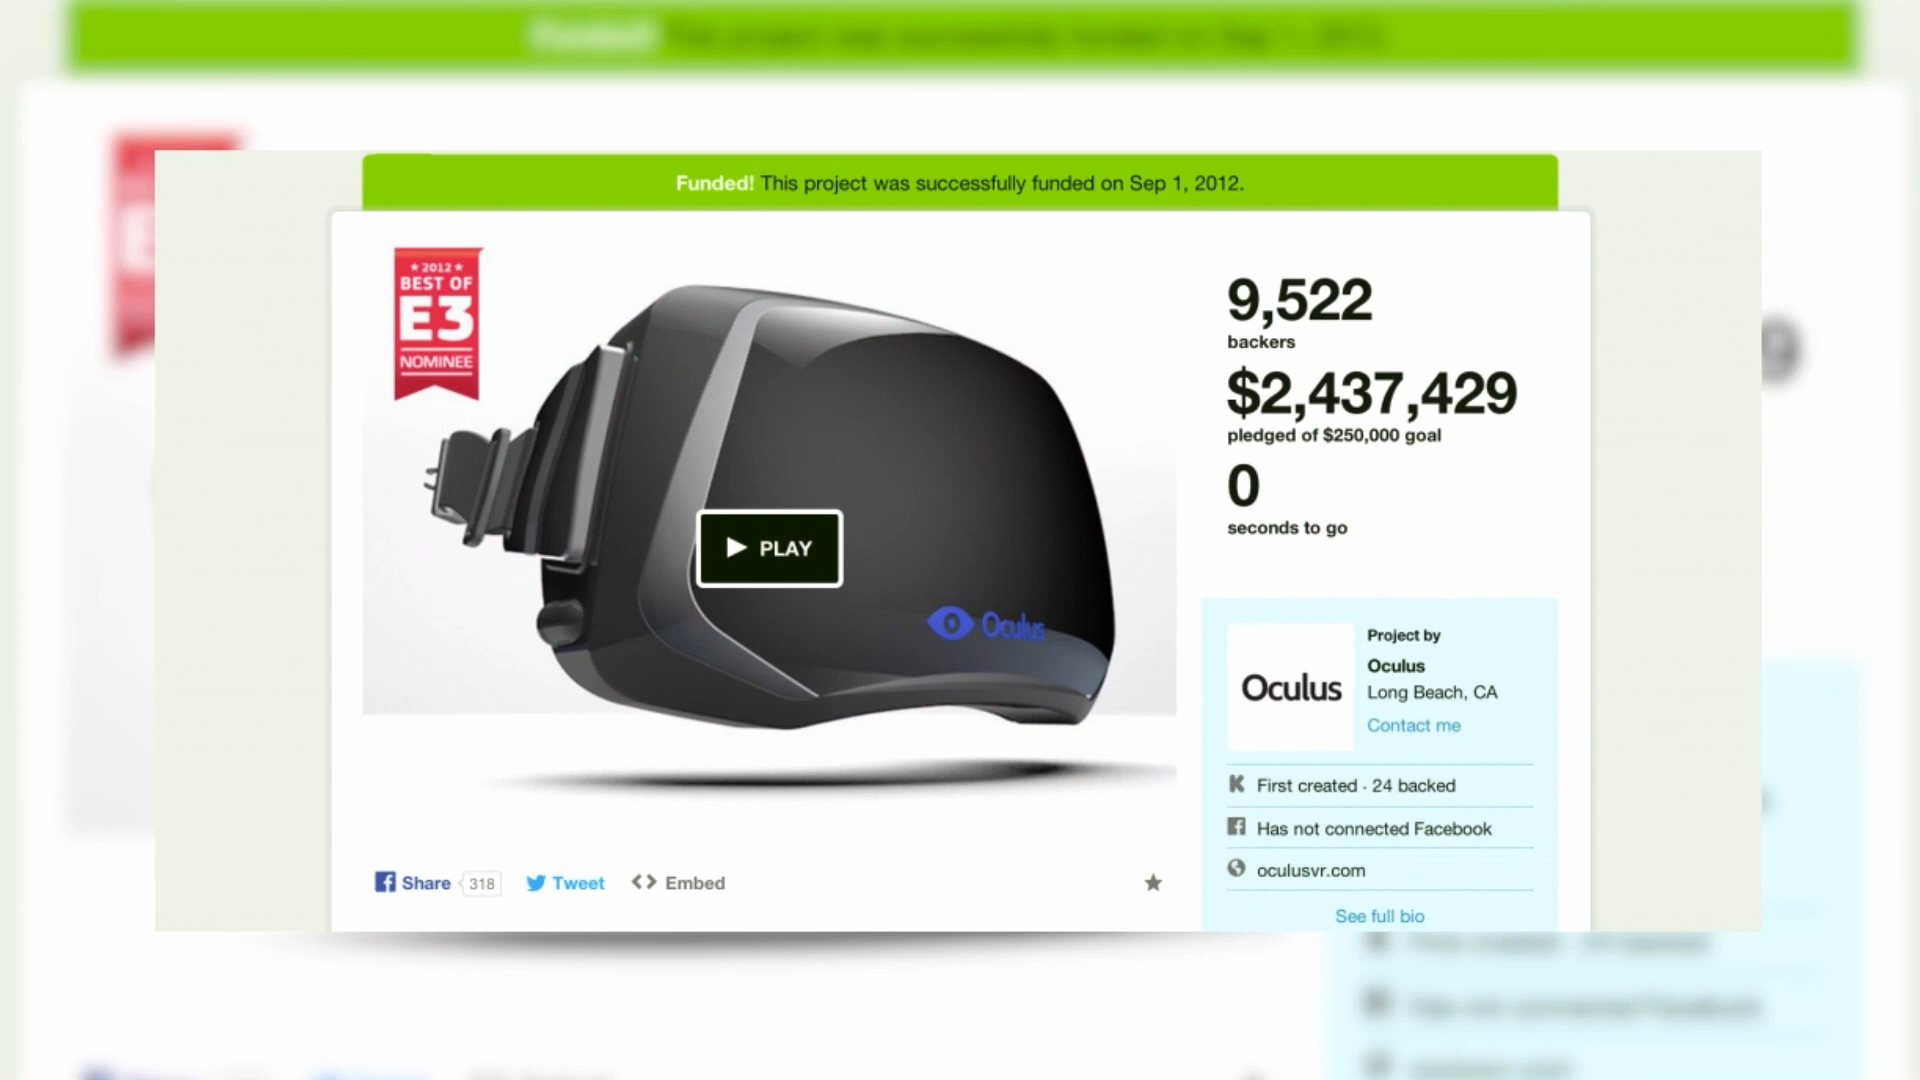 Funded! This project was successfully funded on Sep 1, 2012.
★ 2012 ★
BEST OF
E3
NOMINEE
9,522
backers
$2,437,429
pledged of $250,000 goal
0
seconds to go
PLAY
Oculus
Oculus
Project by
Oculus
Long Beach, CA
Contact me
First created · 24 backed
Has not connected Facebook
oculusvr.com
See full bio
Share 318 Tweet Embed